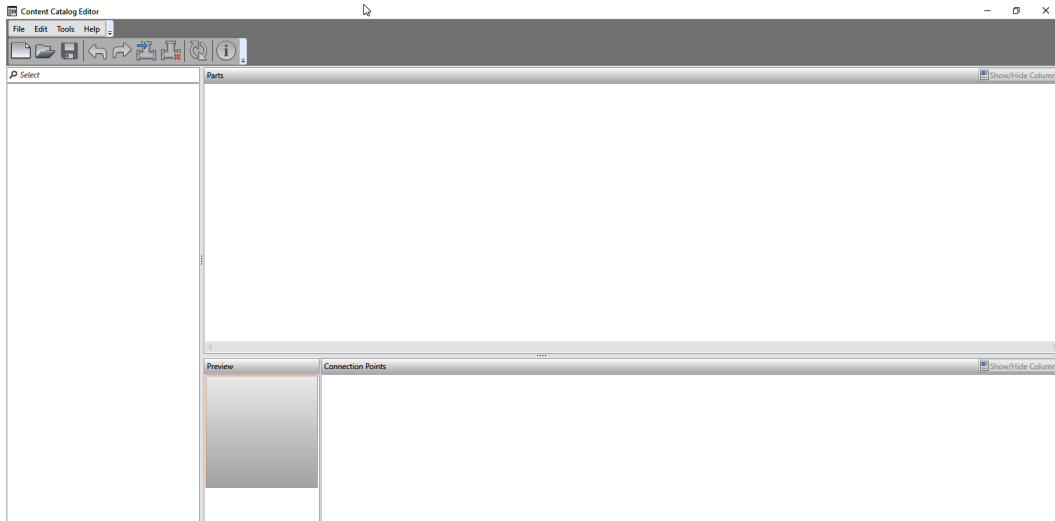 Content Catalog Editor
File Edit Tools Help
Select
Parts
Show/Hide Column
Preview
Connection Points
Show/Hide Column